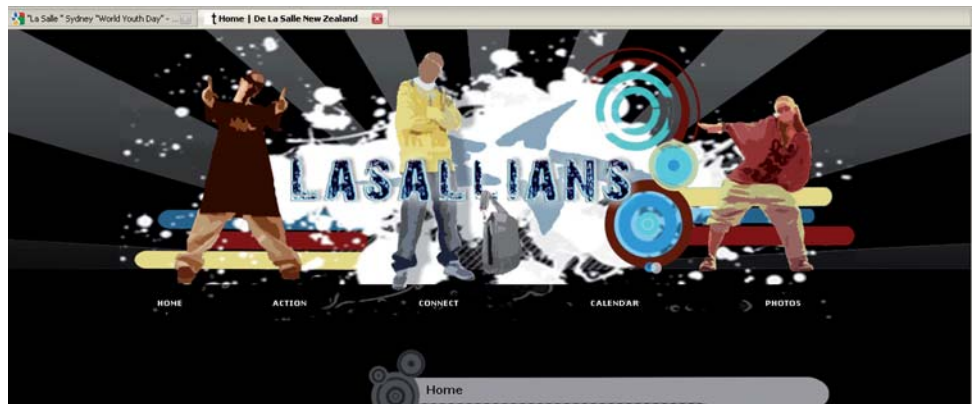 "La Salle " Sydney "World Youth Day" - ...
Home | De La Salle New Zealand
LASALLIANS
HOME ACTION CONNECT CALENDAR PHOTOS
Home